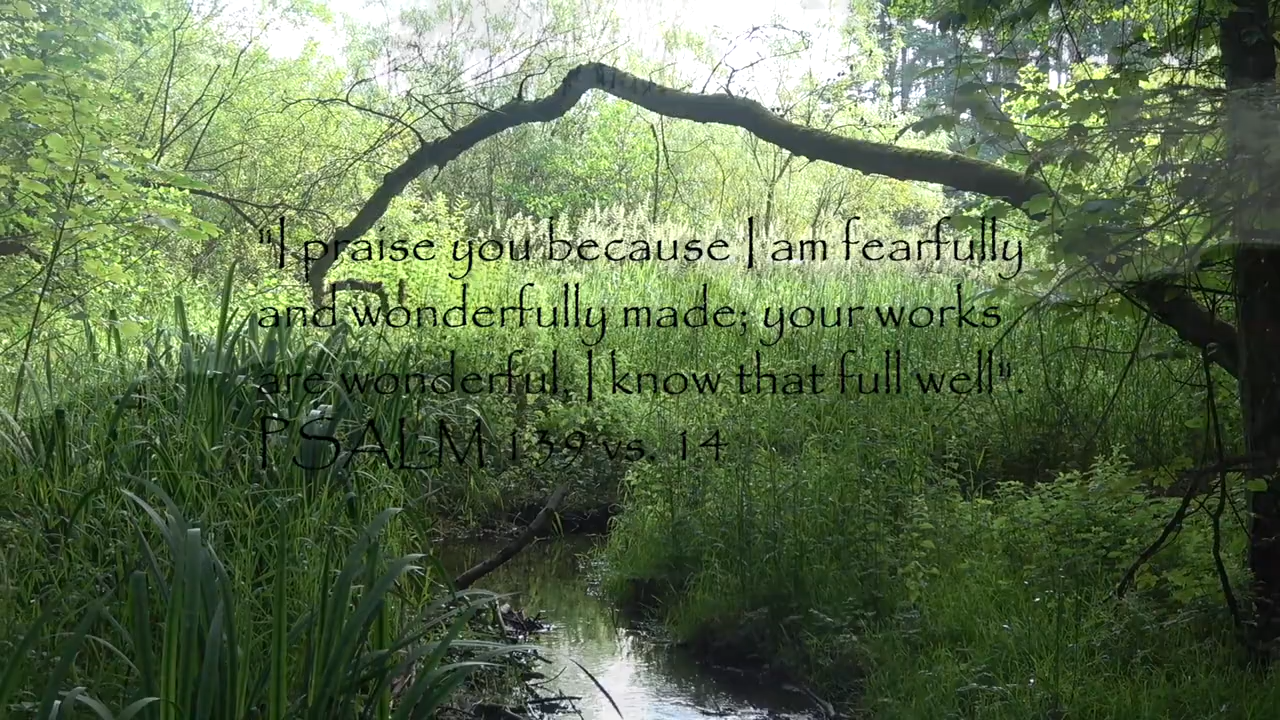 "I praise you because I am fearfully
and wonderfully made; your works
are wonderful, I know that full well".
PSALM 139 vs. 14